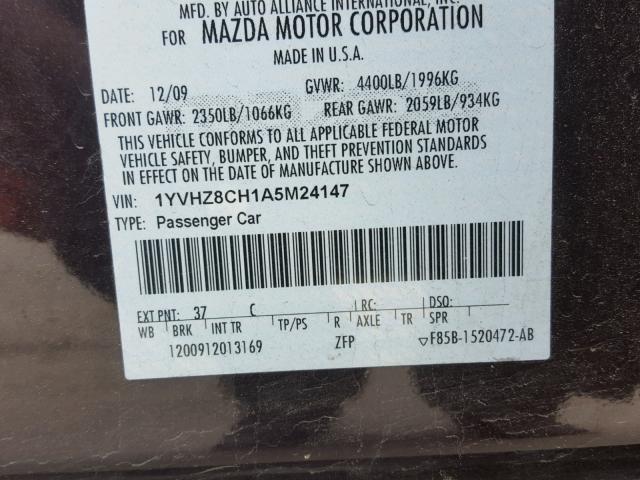 MFD. BY AUTO ALLIANCE INTERNATIONAL, INC.
FOR MAZDA MOTOR CORPORATION
MADE IN U.S.A.
DATE: 12/09 GVWR: 4400LB/1996KG
FRONT GAWR: 2350LB/1066KG REAR GAWR: 2059LB/934KG
THIS VEHICLE CONFORMS TO ALL APPLICABLE FEDERAL MOTOR
VEHICLE SAFETY, BUMPER, AND THEFT PREVENTION STANDARDS
IN EFFECT ON THE DATE OF MANUFACTURE SHOWN ABOVE.
VIN: 1YVHZ8CH1A5M24147
TYPE: Passenger Car
EXT PNT: 37 C RC: DSO:
WB BRK INT TR TP/PS R AXLE TR SPR
1200912013169 ZFP ▽F85B-1520472-AB